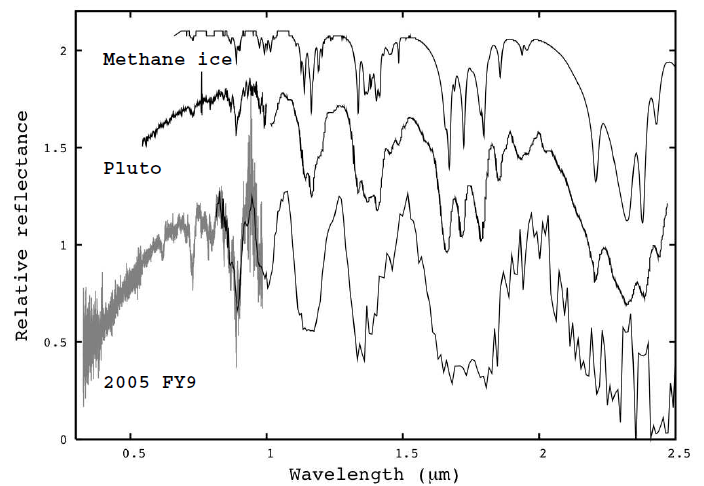 2
Methane ice
1.5
Pluto
1
0.5
2005 FY9
0
0.5
1
1.5
2
2.5
Relative reflectance
Wavelength (μm)